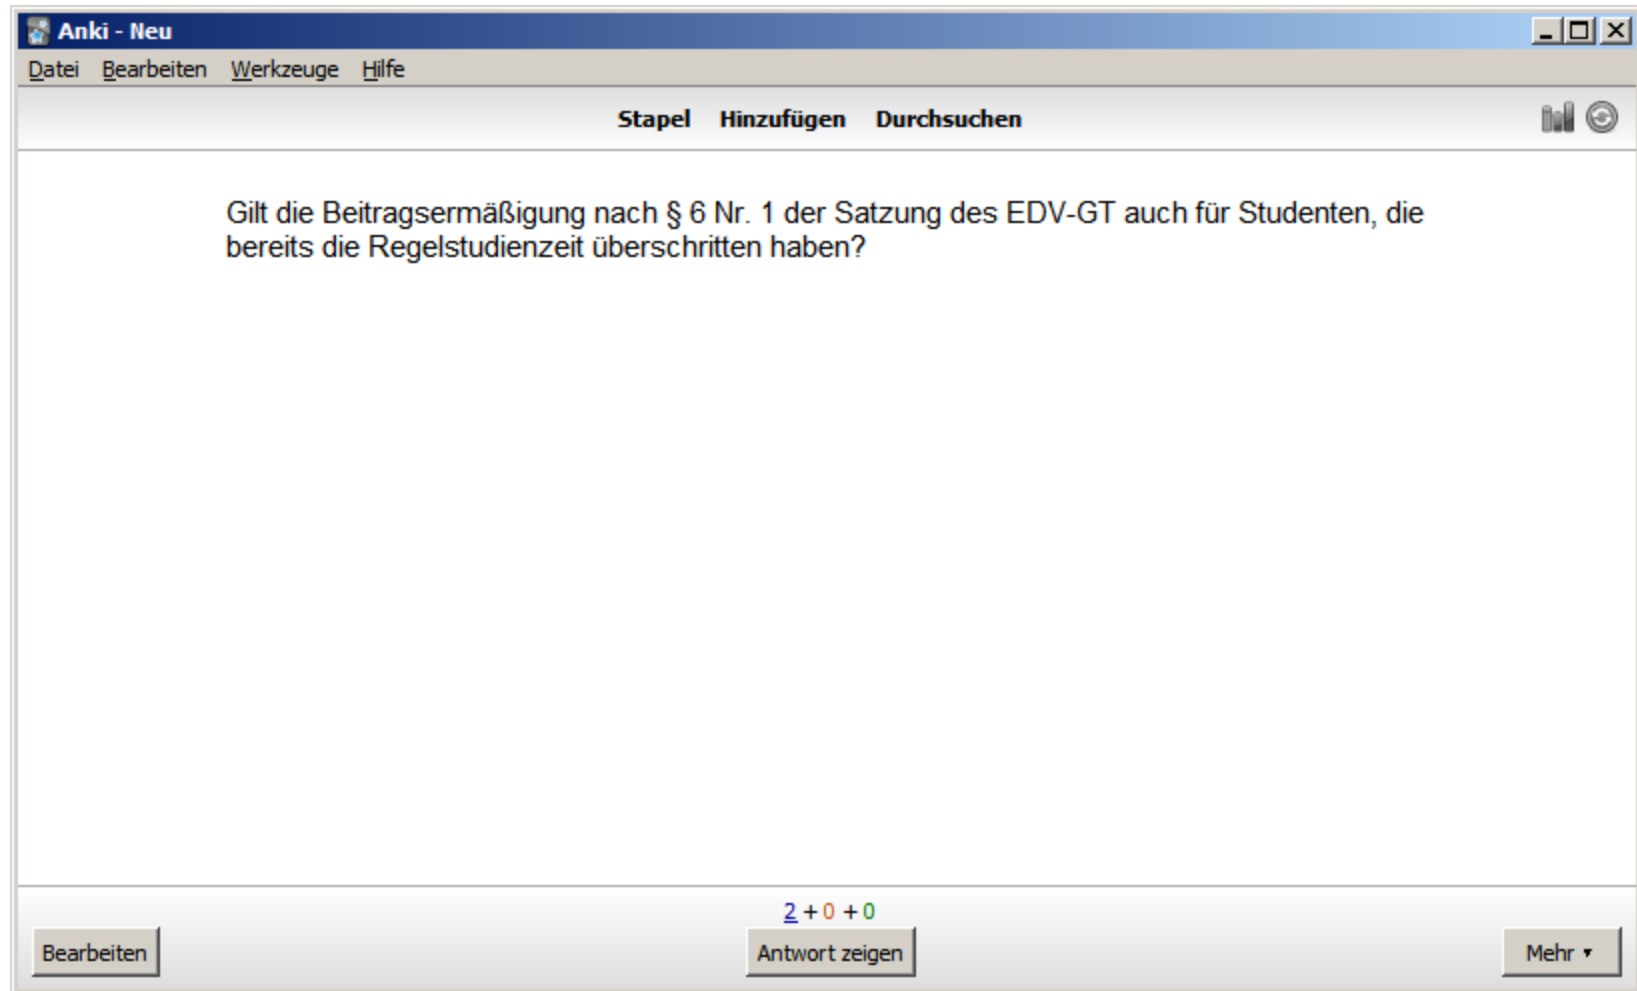 Anki - Neu
Datei Bearbeiten Werkzeuge Hilfe
Stapel Hinzufügen Durchsuchen
Gilt die Beitragsermäßigung nach § 6 Nr. 1 der Satzung des EDV-GT auch für Studenten, die
bereits die Regelstudienzeit überschritten haben?
2 + 0 + 0
Bearbeiten Antwort zeigen Mehr ▾